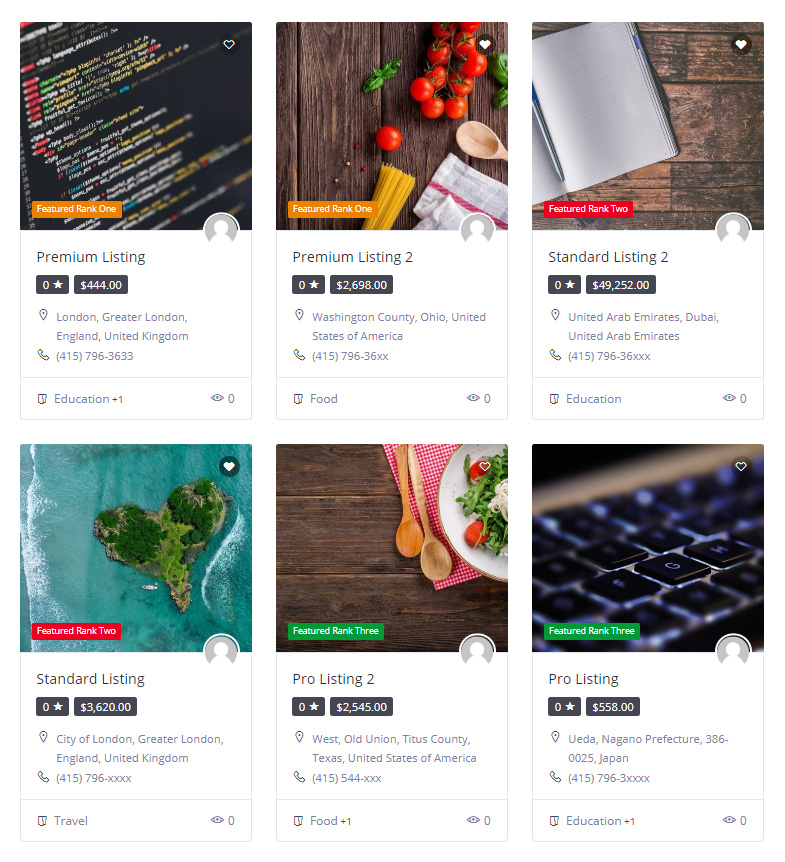 Featured Rank One
Featured Rank One
Featured Rank Two
Premium Listing
Premium Listing 2
Standard Listing 2
0 ★ $444.00
0 ★ $2,698.00
0 ★ $49,252.00
London, Greater London,
England, United Kingdom
(415) 796-3633
Washington County, Ohio, United
States of America
(415) 796-36xx
United Arab Emirates, Dubai,
United Arab Emirates
(415) 796-36xxx
Education +1 0
Food 0
Education 0
Featured Rank Two
Featured Rank Three
Featured Rank Three
Standard Listing
Pro Listing 2
Pro Listing
0 ★ $3,620.00
0 ★ $2,545.00
0 ★ $558.00
City of London, Greater London,
England, United Kingdom
(415) 796-xxxx
West, Old Union, Titus County,
Texas, United States of America
(415) 544-xxx
Ueda, Nagano Prefecture, 386-
0025, Japan
(415) 796-3xxxx
Travel 0
Food +1 0
Education +1 0